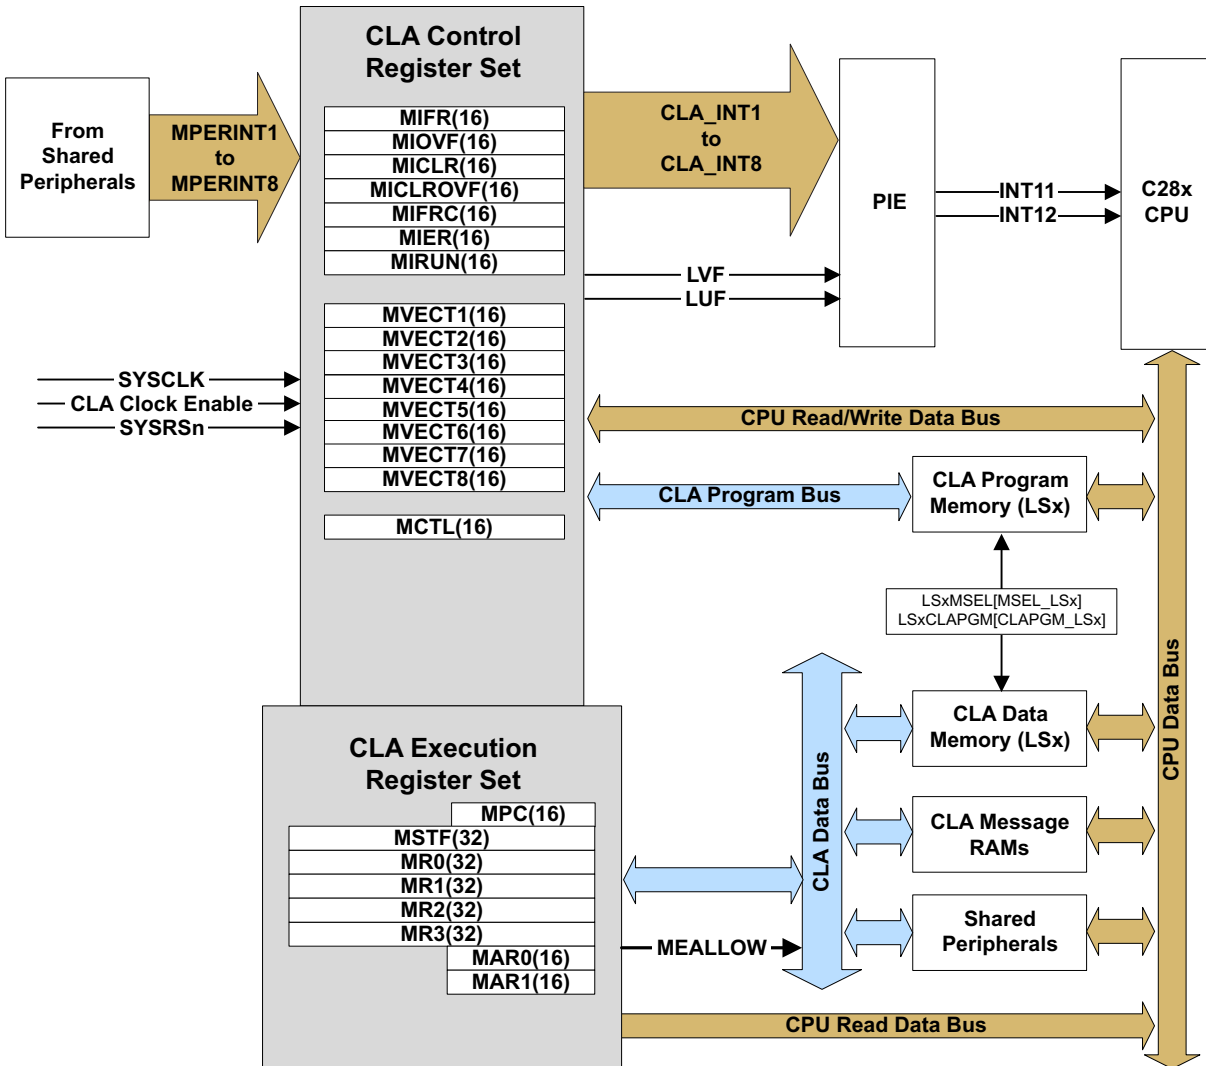 CLA Control
Register Set
From
Shared
Peripherals
MPERINT1
to
MPERINT8
MIFR(16)
MIOVF(16)
MICLR(16)
MICLROVF(16)
MIFRC(16)
MIER(16)
MIRUN(16)
CLA_INT1
to
CLA_INT8
LVF
LUF
PIE
INT11
INT12
C28x
CPU
MVECT1(16)
MVECT2(16)
MVECT3(16)
MVECT4(16)
MVECT5(16)
MVECT6(16)
MVECT7(16)
MVECT8(16)
SYSCLK
CLA Clock Enable
SYSRSn
CPU Read/Write Data Bus
CLA Program Bus
CLA Program
Memory (LSx)
MCTL(16)
LSxMSEL[MSEL_LSx]
LSxCLAPGM[CLAPGM_LSx]
CPU Data Bus
CLA Data
Memory (LSx)
CLA Data Bus
CLA Message
RAMs
Shared
Peripherals
CLA Execution
Register Set
MPC(16)
MSTF(32)
MR0(32)
MR1(32)
MR2(32)
MR3(32)
MAR0(16)
MAR1(16)
MEALLOW
CPU Read Data Bus